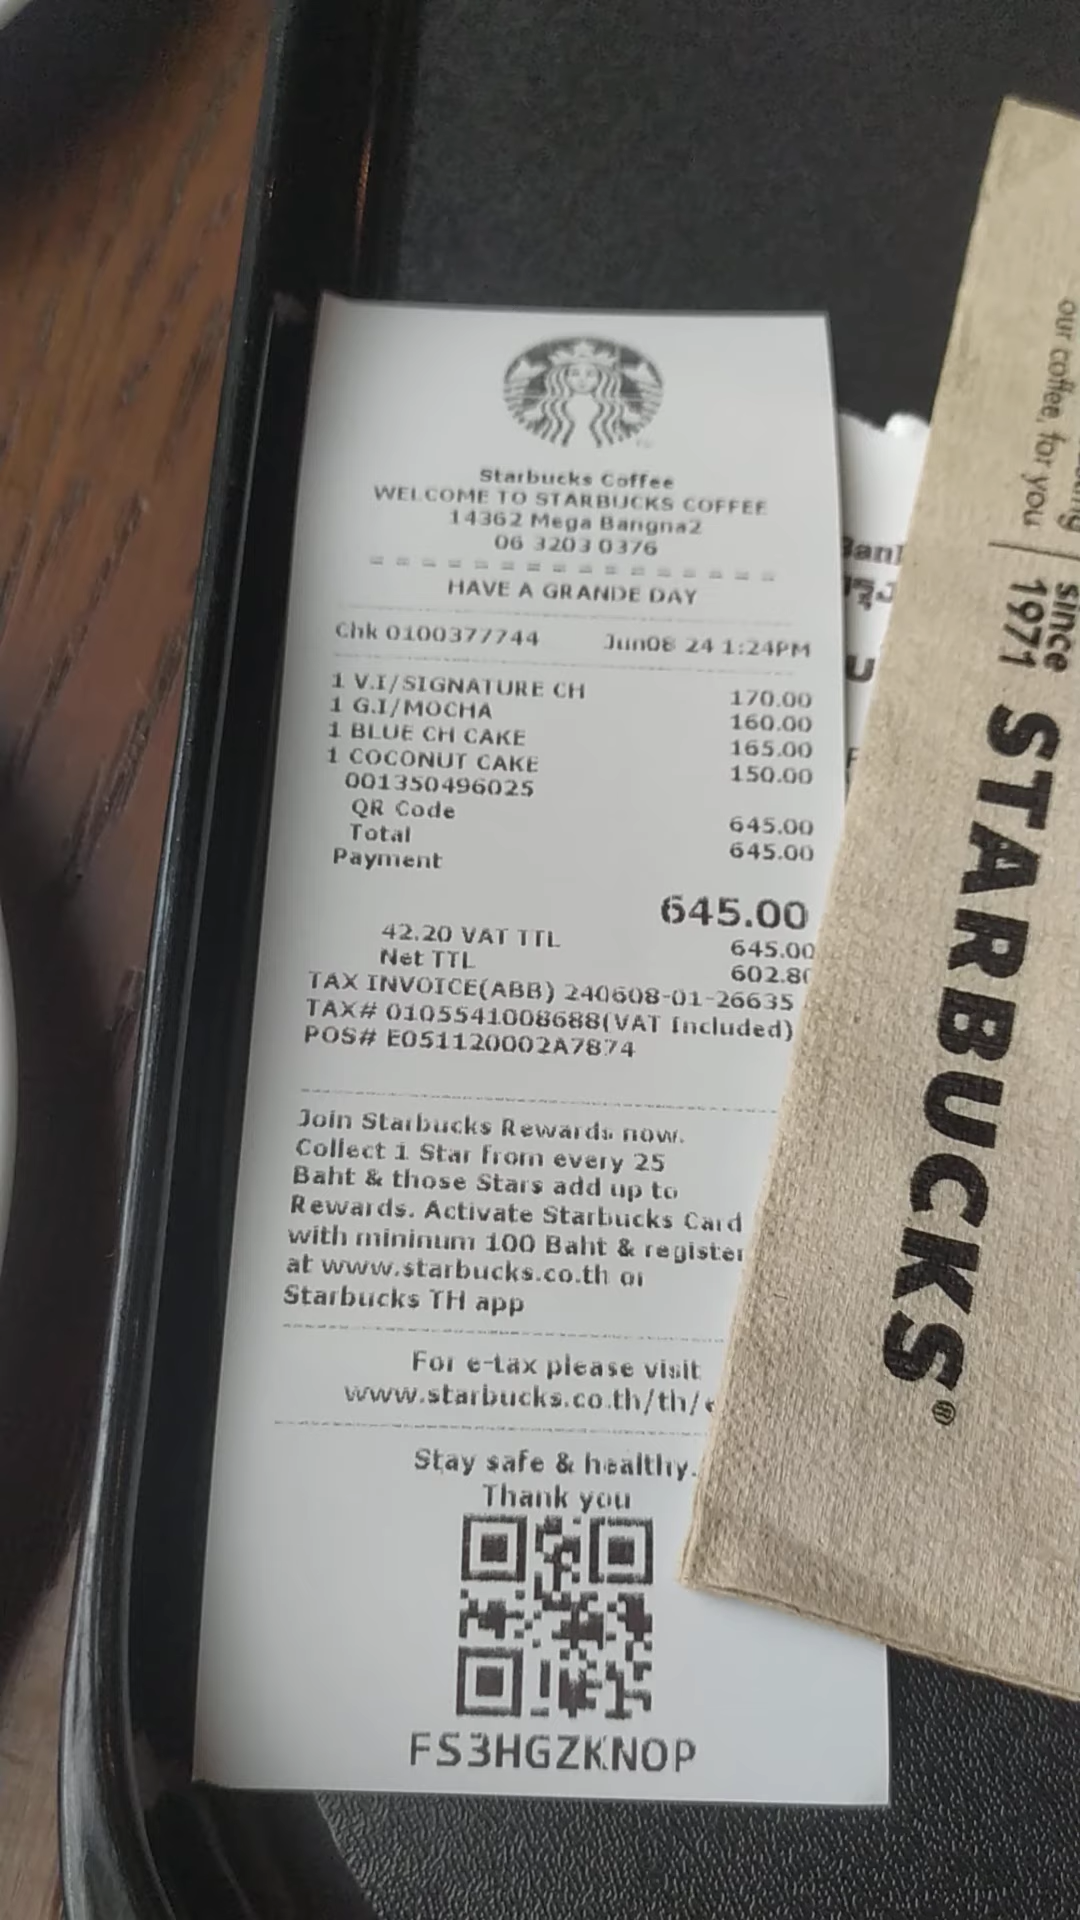 Starbucks Coffee
WELCOME TO STARBUCKS COFFEE
14362 Mega Bangna2
06 3203 0376
HAVE A GRANDE DAY
Chk 0100377744 Jun08 24 1:24PM
1 V.I/SIGNATURE CH 170.00
1 G.I/MOCHA 160.00
1 BLUE CH CAKE 165.00
1 COCONUT CAKE 150.00
001350496025
QR Code 645.00
Total 645.00
Payment
645.00
42.20 VAT TTL 645.00
Net TTL 602.80
TAX INVOICE(ABB) 240608-01-26635
TAX# 0105541008688(VAT Included)
POS# E051120002A7874
Join Starbucks Rewards now.
Collect 1 Star from every 25
Baht & those Stars add up to
Rewards. Activate Starbucks Card
with mininum 100 Baht & register
at www.starbucks.co.th or
Starbucks TH app
For e-tax please visit
www.starbucks.co.th/th/
Stay safe & healthy.
Thank you
FS3HGZKNOP
our coffee, for you
since
1971
STARBUCKS®